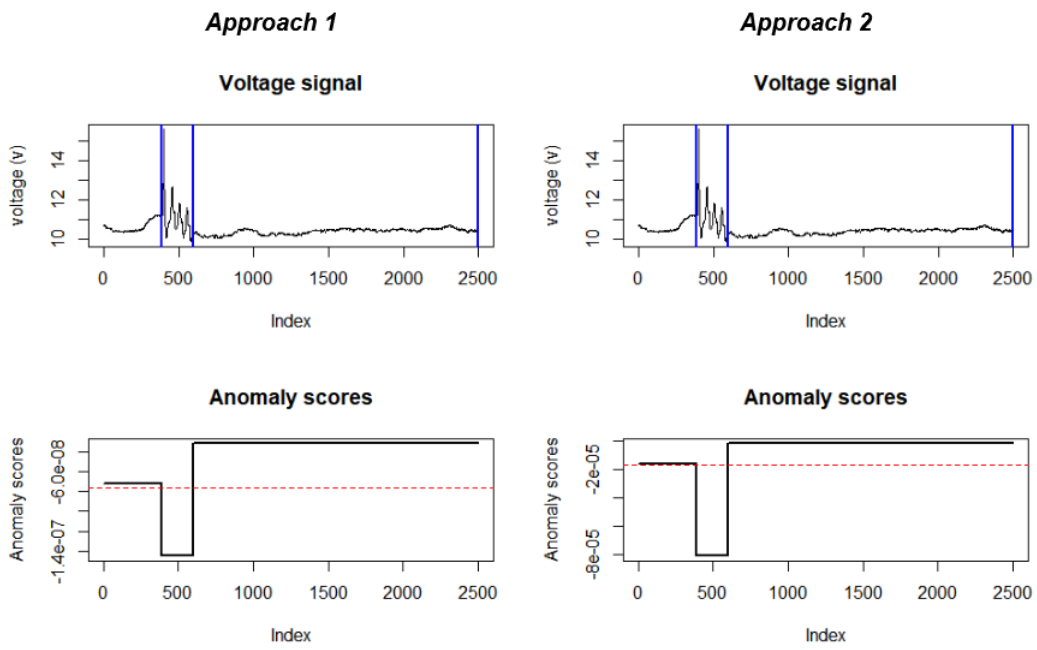 Approach 1
Voltage signal
voltage (v)
10 12 14
0 500 1000 1500 2000 2500
Index
Anomaly scores
Anomaly scores
-1.4e-07 -6.0e-08
0 500 1000 1500 2000 2500
Index
Approach 2
Voltage signal
voltage (v)
10 12 14
0 500 1000 1500 2000 2500
Index
Anomaly scores
Anomaly scores
-8e-05 -2e-05
0 500 1000 1500 2000 2500
Index